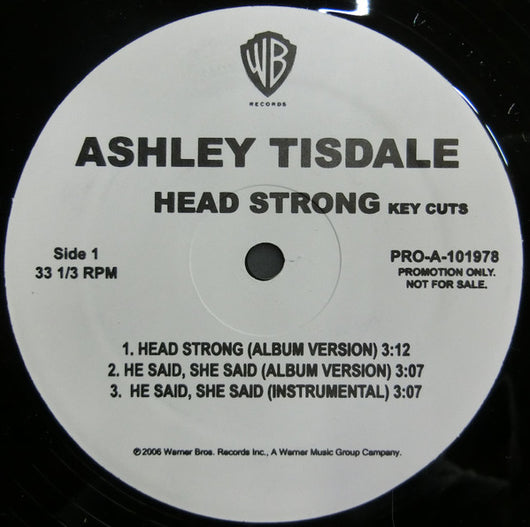 WB
RECORDS
ASHLEY TISDALE
HEAD STRONG KEY CUTS
Side 1
33 1/3 RPM
PRO-A-101978
PROMOTION ONLY.
NOT FOR SALE.
1. HEAD STRONG (ALBUM VERSION) 3:12
2. HE SAID, SHE SAID (ALBUM VERSION) 3:07
3. HE SAID, SHE SAID (INSTRUMENTAL) 3:07
℗2006 Warner Bros. Records Inc., A Warner Music Group Company.